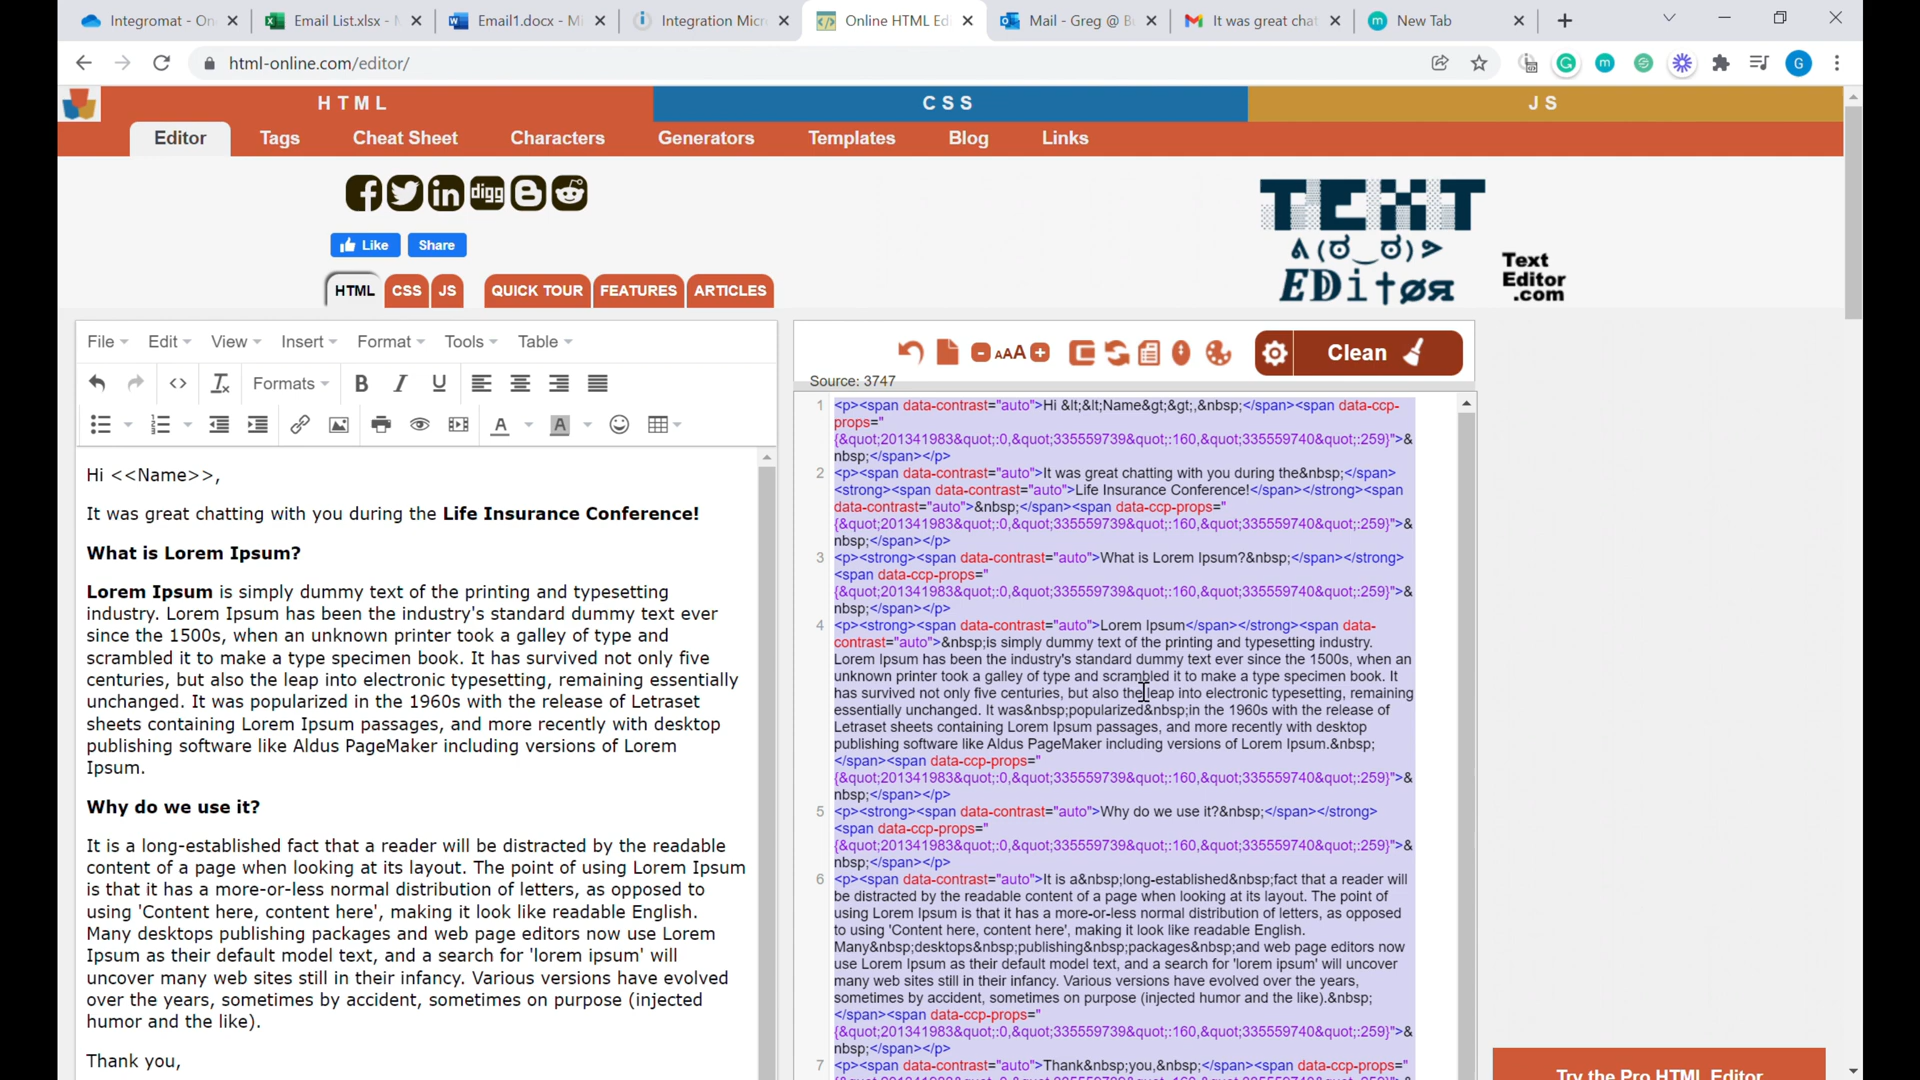 Integromat - On
Email List.xlsx - M
Email1.docx - Mi
Integration Micr
Online HTML Ed
Mail - Greg @ B
It was great chat
New Tab
html-online.com/editor/
G
HTML
CSS
JS
Editor
Tags
Cheat Sheet
Characters
Generators
Templates
Blog
Links
digg
Like
Share
TEXT
EDitør
Text
Editor
.com
HTML
CSS
JS
QUICK TOUR
FEATURES
ARTICLES
File
Edit
View
Insert
Format
Tools
Table
AAA
Clean
Source: 3747
Formats
B
I
U
A
A
Hi <<Name>>,
It was great chatting with you during the Life Insurance Conference!
What is Lorem Ipsum?
Lorem Ipsum is simply dummy text of the printing and typesetting
industry. Lorem Ipsum has been the industry's standard dummy text ever
since the 1500s, when an unknown printer took a galley of type and
scrambled it to make a type specimen book. It has survived not only five
centuries, but also the leap into electronic typesetting, remaining essentially
unchanged. It was popularized in the 1960s with the release of Letraset
sheets containing Lorem Ipsum passages, and more recently with desktop
publishing software like Aldus PageMaker including versions of Lorem
Ipsum.
Why do we use it?
It is a long-established fact that a reader will be distracted by the readable
content of a page when looking at its layout. The point of using Lorem Ipsum
is that it has a more-or-less normal distribution of letters, as opposed to
using 'Content here, content here', making it look like readable English.
Many desktops publishing packages and web page editors now use Lorem
Ipsum as their default model text, and a search for 'lorem ipsum' will
uncover many web sites still in their infancy. Various versions have evolved
over the years, sometimes by accident, sometimes on purpose (injected
humor and the like).
Thank you,
1 <p><span data-contrast="auto">Hi &lt;&lt;Name&gt;&gt;,&nbsp;</span><span data-ccp-
props="
{&quot;201341983&quot;:0,&quot;335559739&quot;:160,&quot;335559740&quot;:259}">&
nbsp;</span></p>
2 <p><span data-contrast="auto">It was great chatting with you during the&nbsp;</span>
<strong><span data-contrast="auto">Life Insurance Conference!</span></strong><span
data-contrast="auto">&nbsp;</span><span data-ccp-props="
{&quot;201341983&quot;:0,&quot;335559739&quot;:160,&quot;335559740&quot;:259}">&
nbsp;</span></p>
3 <p><strong><span data-contrast="auto">What is Lorem Ipsum?&nbsp;</span></strong>
<span data-ccp-props="
{&quot;201341983&quot;:0,&quot;335559739&quot;:160,&quot;335559740&quot;:259}">&
nbsp;</span></p>
4 <p><strong><span data-contrast="auto">Lorem Ipsum</span></strong><span data-
contrast="auto">&nbsp;is simply dummy text of the printing and typesetting industry.
Lorem Ipsum has been the industry's standard dummy text ever since the 1500s, when an
unknown printer took a galley of type and scrambled it to make a type specimen book. It
has survived not only five centuries, but also the leap into electronic typesetting, remaining
essentially unchanged. It was&nbsp;popularized&nbsp;in the 1960s with the release of
Letraset sheets containing Lorem Ipsum passages, and more recently with desktop
publishing software like Aldus PageMaker including versions of Lorem Ipsum.&nbsp;
</span><span data-ccp-props="
{&quot;201341983&quot;:0,&quot;335559739&quot;:160,&quot;335559740&quot;:259}">&
nbsp;</span></p>
5 <p><strong><span data-contrast="auto">Why do we use it?&nbsp;</span></strong>
<span data-ccp-props="
{&quot;201341983&quot;:0,&quot;335559739&quot;:160,&quot;335559740&quot;:259}">&
nbsp;</span></p>
6 <p><span data-contrast="auto">It is a&nbsp;long-established&nbsp;fact that a reader will
be distracted by the readable content of a page when looking at its layout. The point of
using Lorem Ipsum is that it has a more-or-less normal distribution of letters, as opposed
to using 'Content here, content here', making it look like readable English.
Many&nbsp;desktops&nbsp;publishing&nbsp;packages&nbsp;and web page editors now
use Lorem Ipsum as their default model text, and a search for 'lorem ipsum' will uncover
many web sites still in their infancy. Various versions have evolved over the years,
sometimes by accident, sometimes on purpose (injected humor and the like).&nbsp;
</span><span data-ccp-props="
{&quot;201341983&quot;:0,&quot;335559739&quot;:160,&quot;335559740&quot;:259}">&
nbsp;</span></p>
7 <p><span data-contrast="auto">Thank&nbsp;you,&nbsp;</span><span data-ccp-props="
Try the Pro HTML Editor